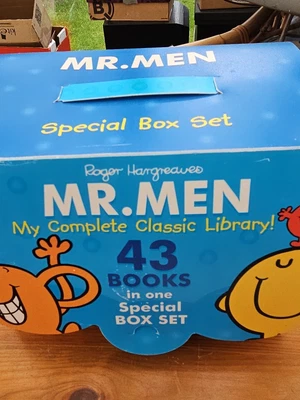 MR.MEN
Special Box Set
Roger Hargreaves
MR.MEN
My Complete Classic Library!
43
BOOKS
in one
Special
BOX SET